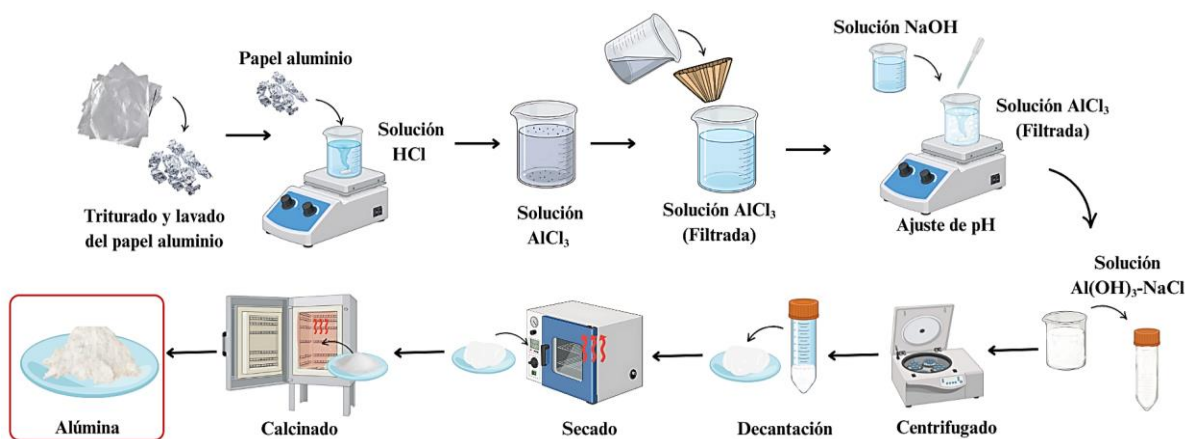 Triturado y lavado
del papel aluminio
Papel aluminio
Solución
HCl
Solución
AlCl₃
Solución AlCl₃
(Filtrada)
Solución NaOH
Solución AlCl₃
(Filtrada)
Ajuste de pH
Solución
Al(OH)₃-NaCl
Centrifugado
Decantación
Secado
Calcinado
Alúmina